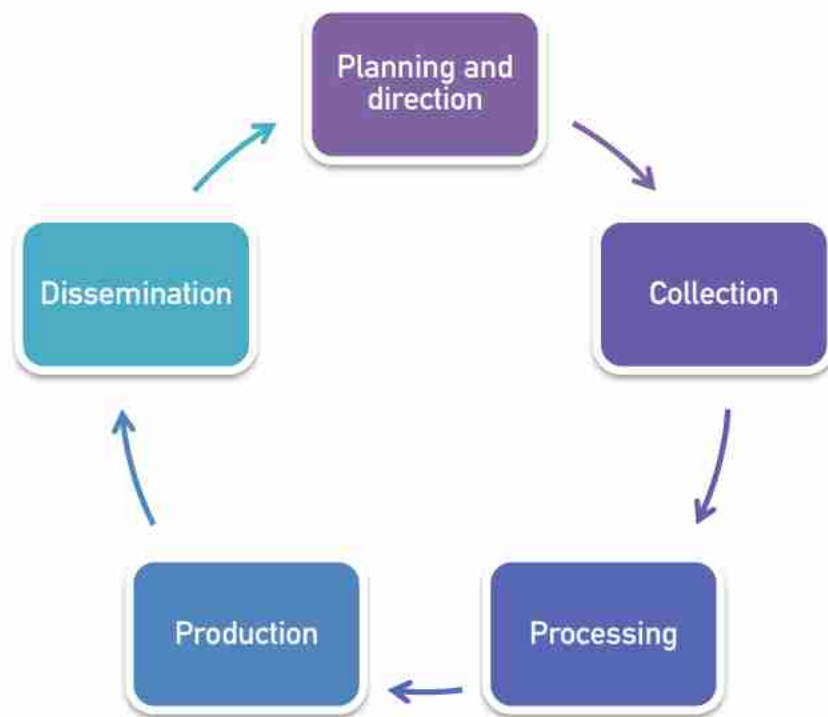 Planning and
direction
Collection
Processing
Production
Dissemination